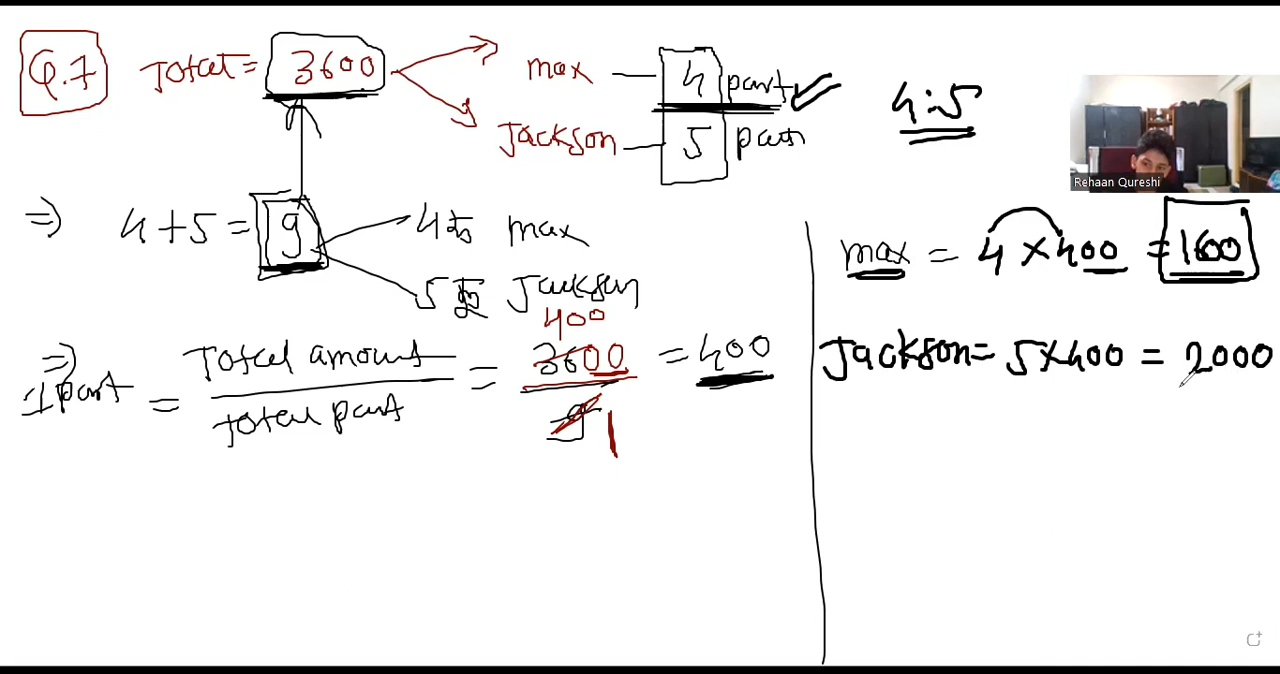 Q.7 Total = 3600
max — 4 part
Jackson — 5 part
4:5
Rehaan Qureshi
=> 4+5 = 9
4 to max
5 to Jackson
=> 1 part = Total amount / Total part = 3600 / 9 = 400
400
1
max = 4 × 400 = 1600
Jackson = 5 × 400 = 2000